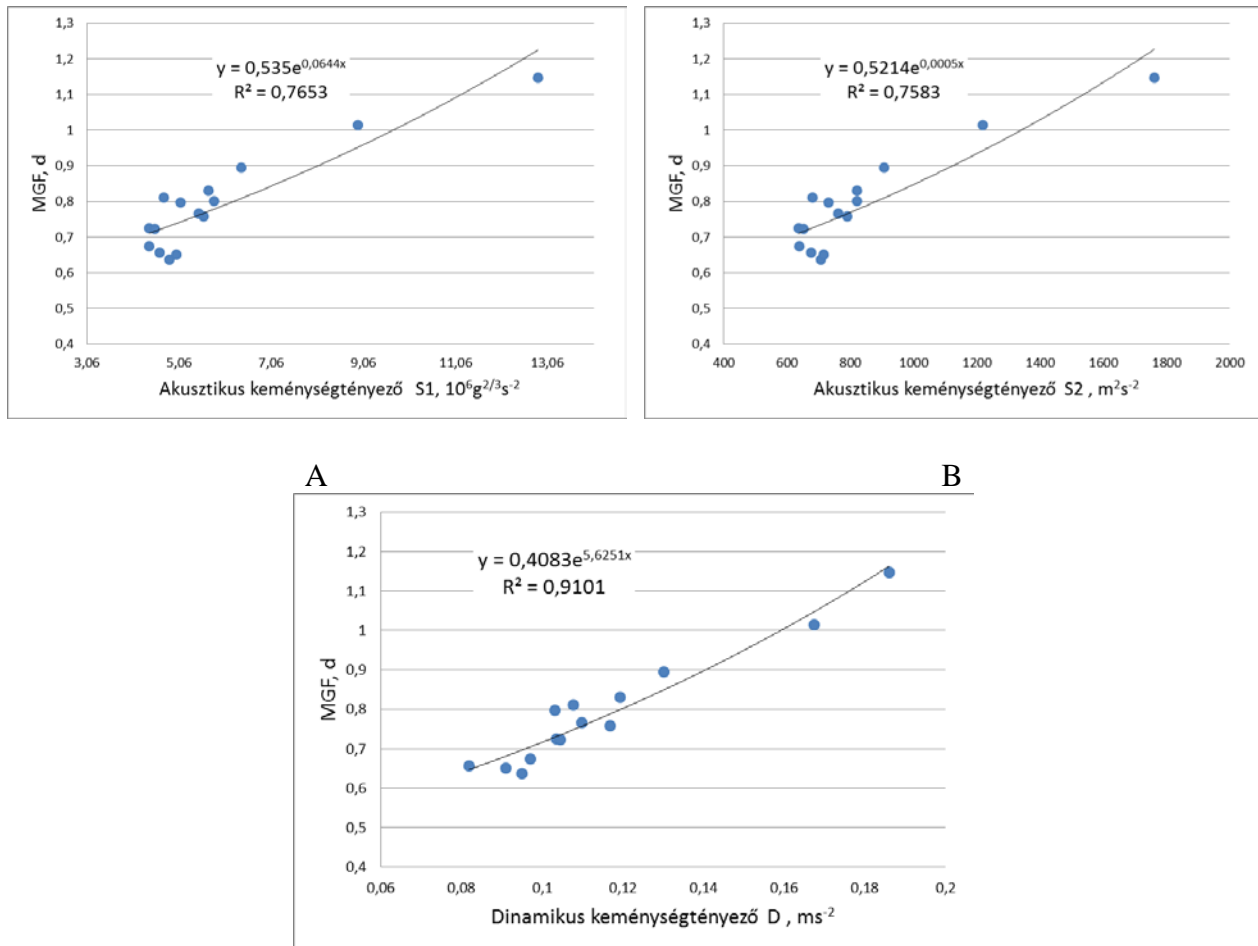 1,3
1,2
1,1
1
0,9
0,8
0,7
0,6
0,5
0,4
MGF, d
y = 0,535e^0,0644x
R² = 0,7653
3,06 5,06 7,06 9,06 11,06 13,06
Akusztikus keménységtényező S1, 10⁶g^2/3s⁻²
1,3
1,2
1,1
1
0,9
0,8
0,7
0,6
0,5
0,4
MGF, d
y = 0,5214e^0,0005x
R² = 0,7583
400 600 800 1000 1200 1400 1600 1800 2000
Akusztikus keménységtényező S2 , m²s⁻²
A B
1,3
1,2
1,1
1
0,9
0,8
0,7
0,6
0,5
0,4
MGF, d
y = 0,4083e^5,6251x
R² = 0,9101
0,06 0,08 0,1 0,12 0,14 0,16 0,18 0,2
Dinamikus keménységtényező D , ms⁻²